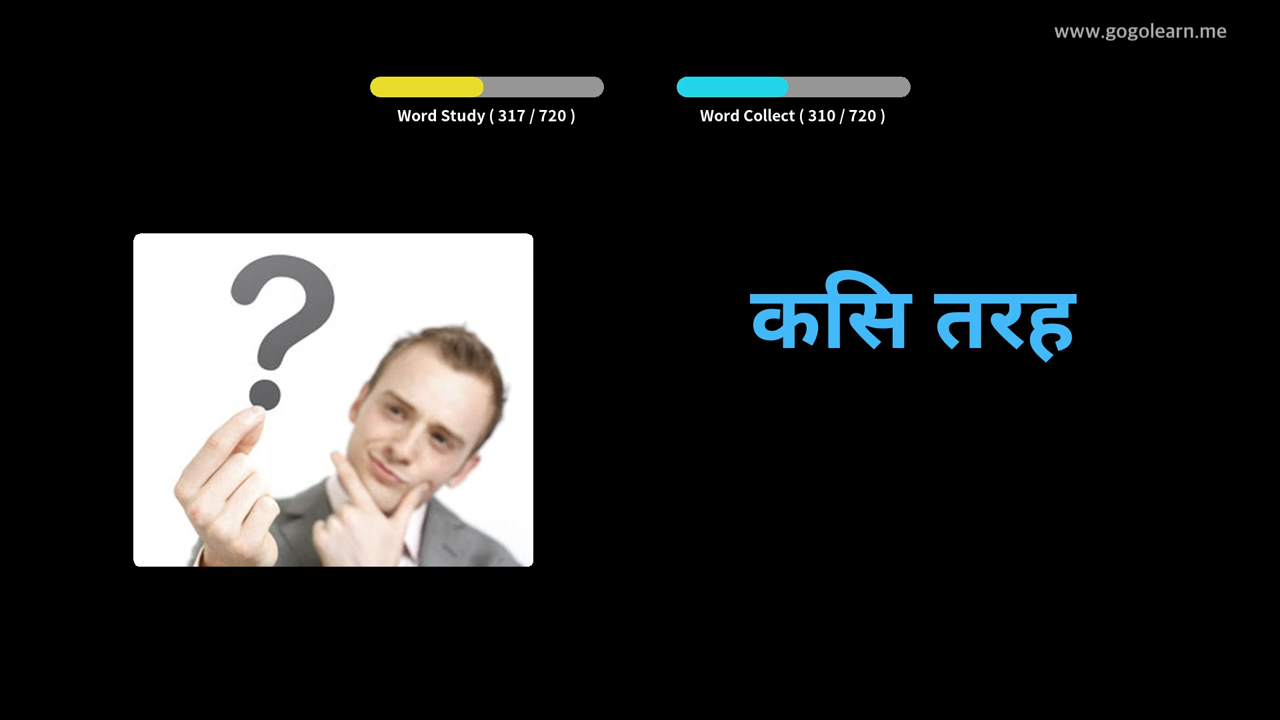 www.gogolearn.me
Word Study ( 317 / 720 )
Word Collect ( 310 / 720 )
?
कसि तरह